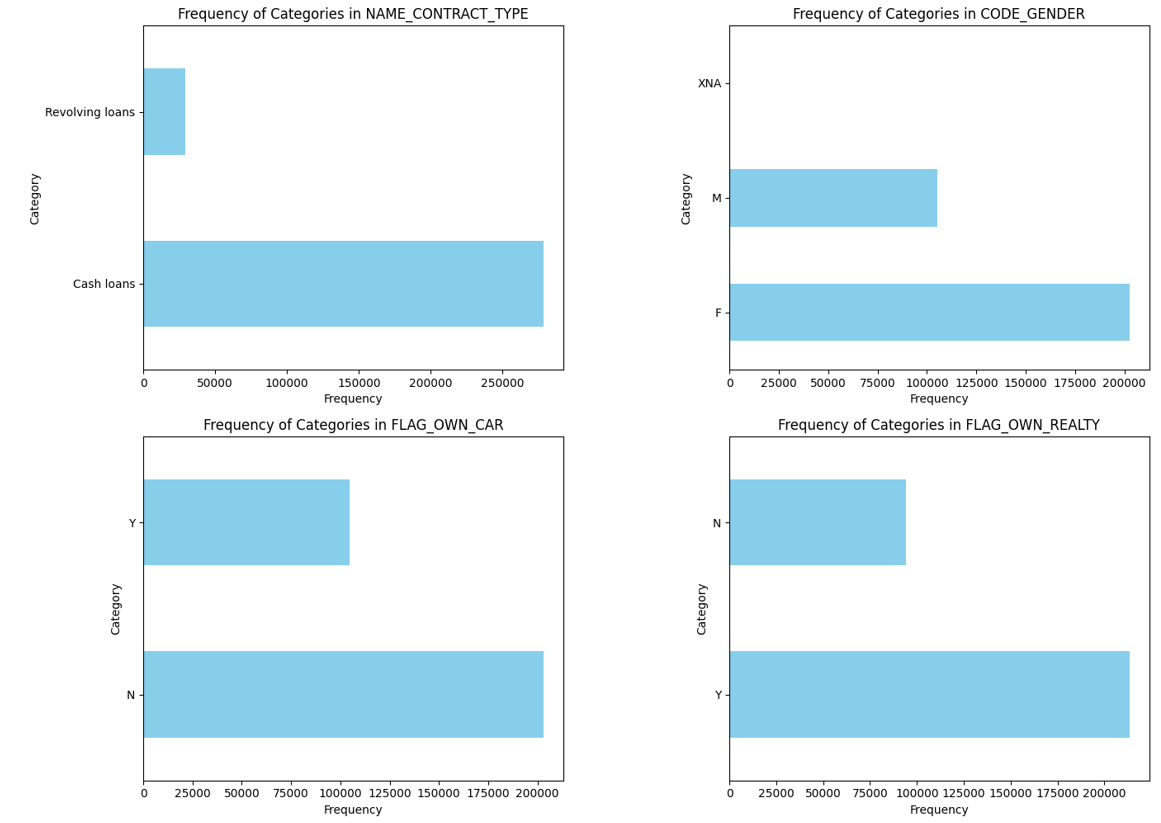 Frequency of Categories in NAME_CONTRACT_TYPE
Category
Revolving loans
Cash loans
0 50000 100000 150000 200000 250000
Frequency
Frequency of Categories in CODE_GENDER
Category
XNA
M
F
0 25000 50000 75000 100000 125000 150000 175000 200000
Frequency
Frequency of Categories in FLAG_OWN_CAR
Category
Y
N
0 25000 50000 75000 100000 125000 150000 175000 200000
Frequency
Frequency of Categories in FLAG_OWN_REALTY
Category
N
Y
0 25000 50000 75000 100000 125000 150000 175000 200000
Frequency